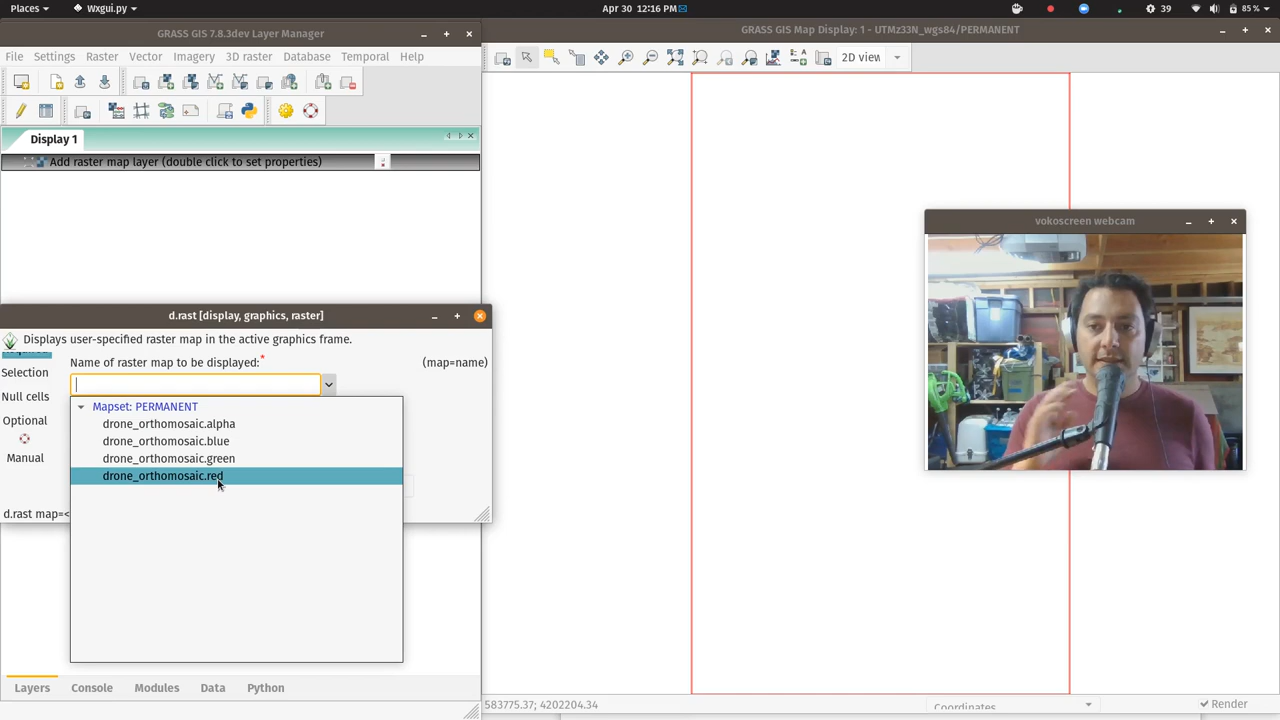 Places Wxgui.py Apr 30 12:16 PM 39 85 %
GRASS GIS 7.8.3dev Layer Manager
GRASS GIS Map Display: 1 - UTMz33N_wgs84/PERMANENT
File Settings Raster Vector Imagery 3D raster Database Temporal Help
2D view
Display 1
Add raster map layer (double click to set properties)
vokoscreen webcam
d.rast [display, graphics, raster]
Displays user-specified raster map in the active graphics frame.
Name of raster map to be displayed:* (map=name)
Selection
Null cells
Optional
Manual
Mapset: PERMANENT
drone_orthomosaic.alpha
drone_orthomosaic.blue
drone_orthomosaic.green
drone_orthomosaic.red
d.rast map=<
Layers Console Modules Data Python
583775.37; 4202204.34
Coordinates
Render